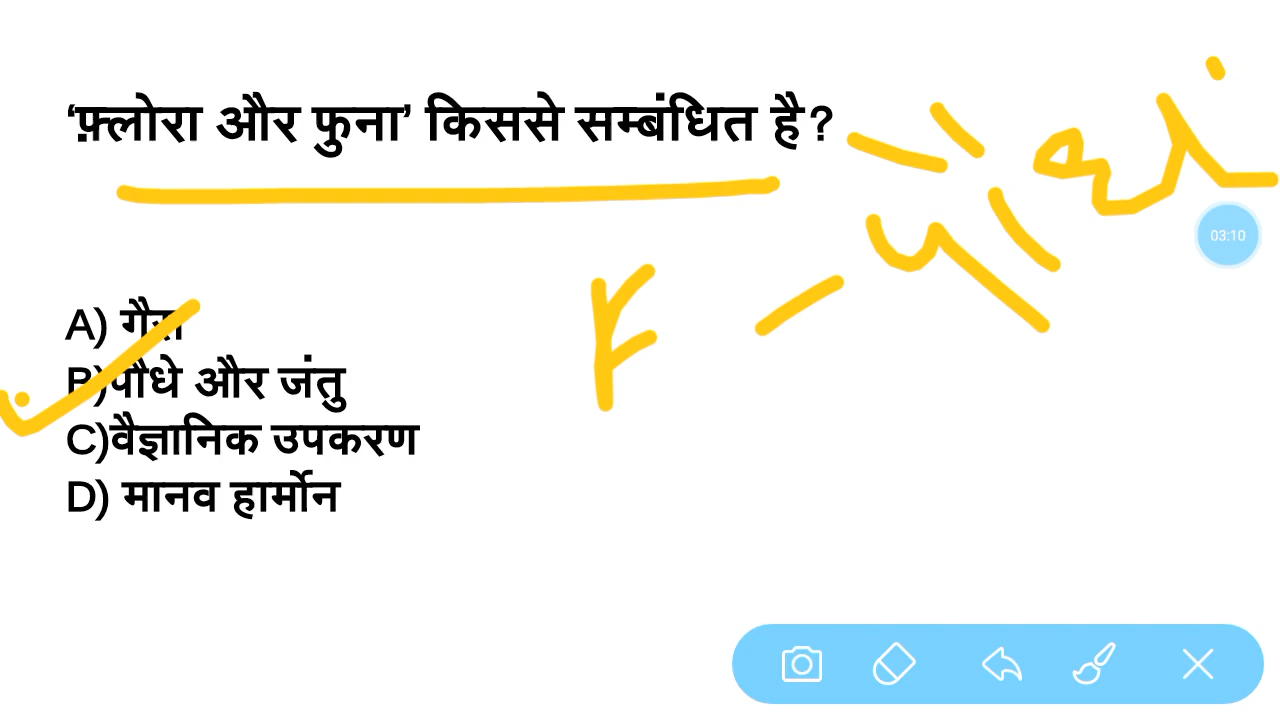 ‘फ़्लोरा और फुना’ किससे सम्बंधित है?
03:10
F -
A) गैस
B)पौधे और जंतु
C)वैज्ञानिक उपकरण
D) मानव हार्मोन